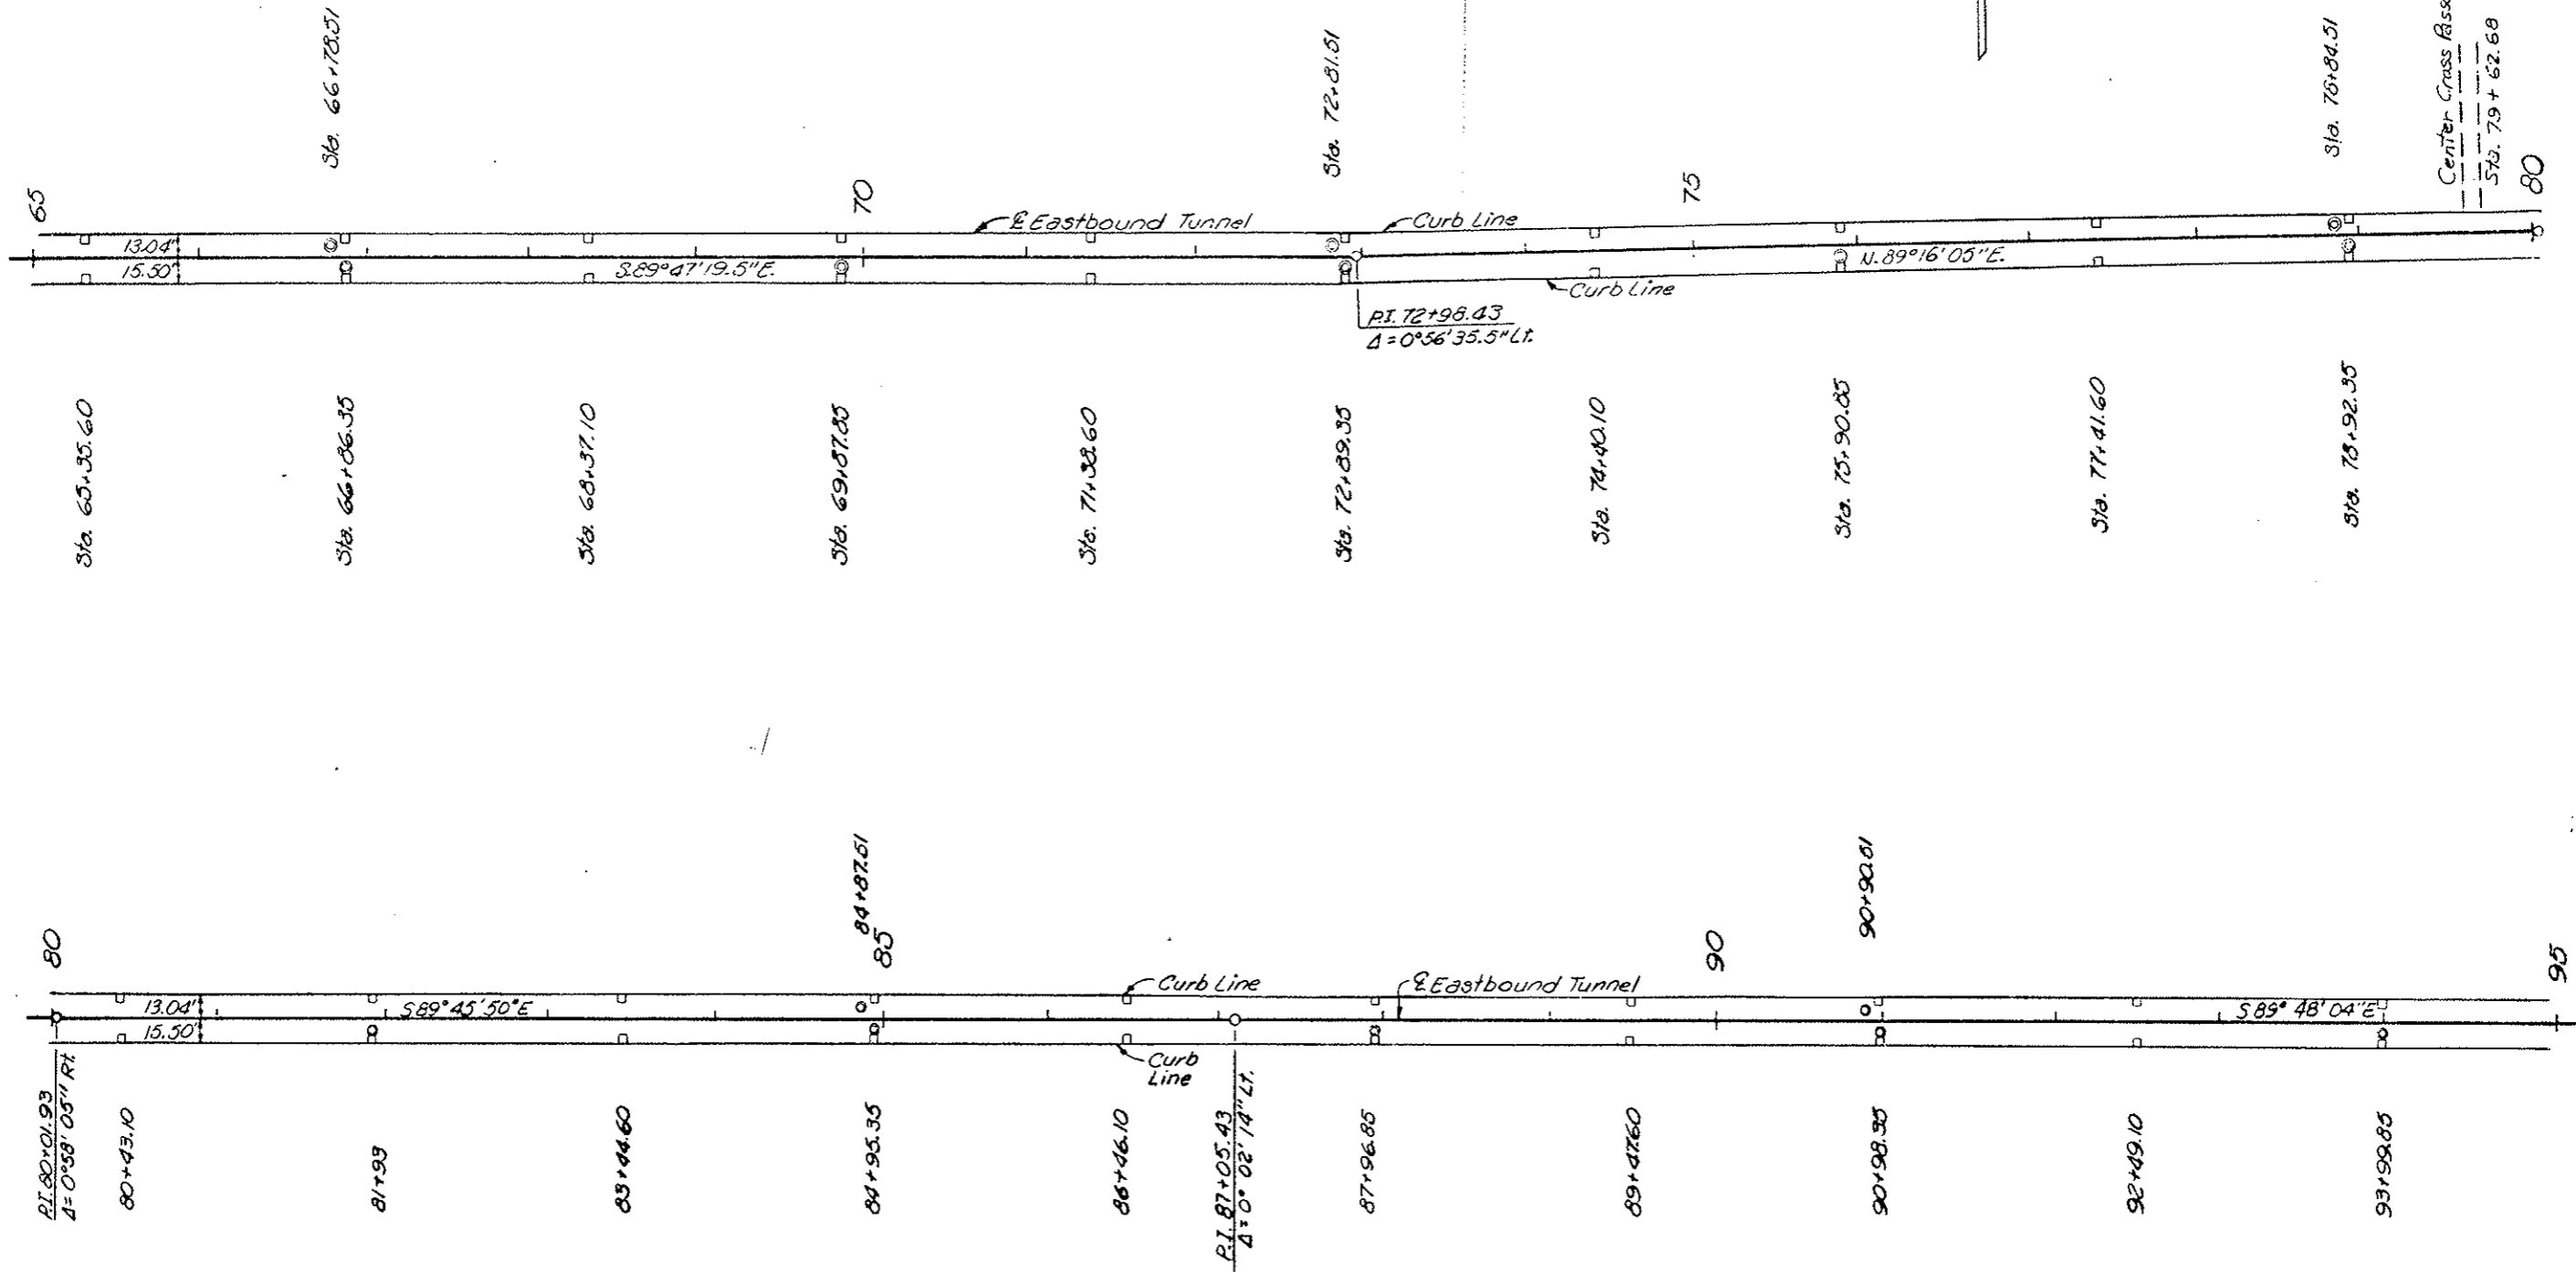 Sta. 66+78.51
Sta. 72+81.51
Sta. 78+84.51
Center Cross
Sta. 79+62.68
65
70
75
80
℄ Eastbound Tunnel
Curb Line
13.04'
15.50'
S.89°47'19.5"E.
N.89°16'05"E.
Curb Line
P.I. 72+98.43
Δ=0°56'35.5"Lt.
Sta. 65+35.60
Sta. 66+86.35
Sta. 68+37.10
Sta. 69+87.85
Sta. 71+38.60
Sta. 72+89.35
Sta. 74+40.10
Sta. 75+90.85
Sta. 77+41.60
Sta. 78+92.35
84+87.51
90+90.51
80
85
90
95
Curb Line
℄ Eastbound Tunnel
13.04'
15.50'
S89°45'50"E
S89°48'04"E
Curb
Line
P.I. 80+01.93
Δ=0°58'05" Rt.
80+43.10
81+93
83+44.60
84+95.35
86+46.10
P.I. 87+05.43
Δ=0°02'14" Lt.
87+96.85
89+47.60
90+98.35
92+49.10
93+99.85